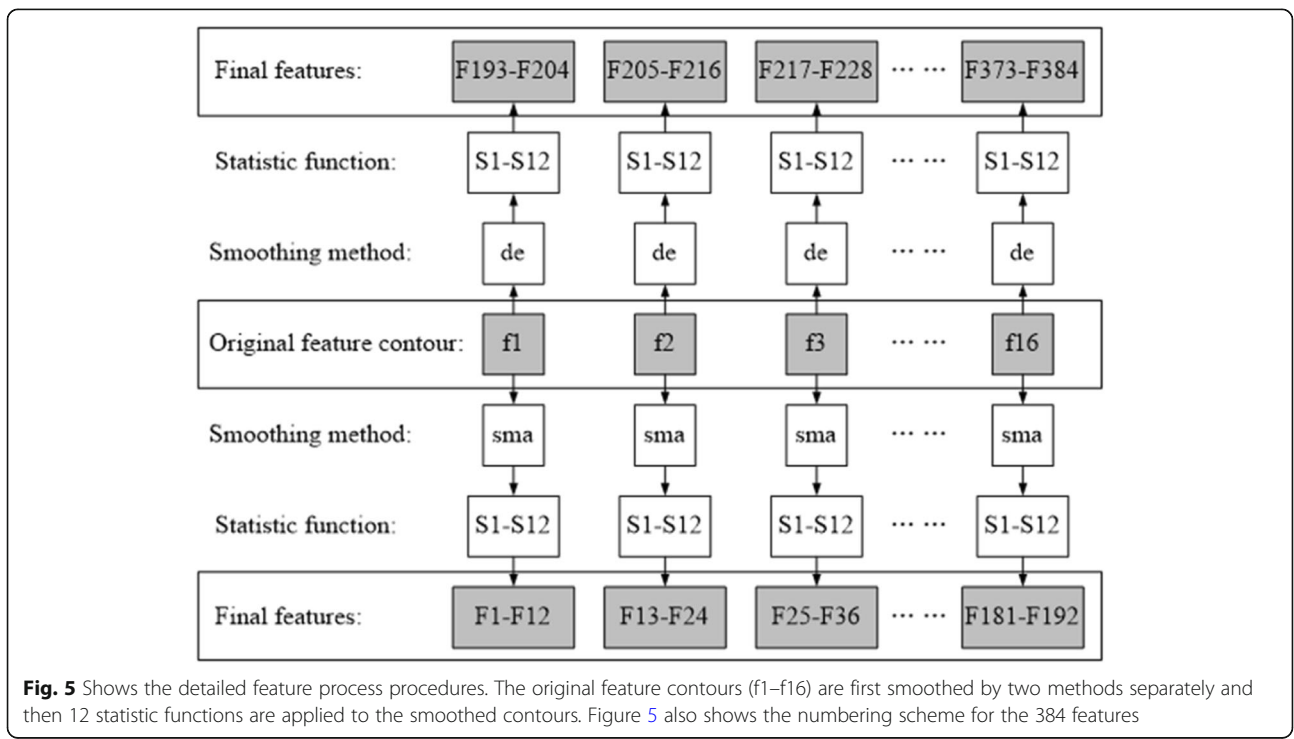 Final features: F193-F204 F205-F216 F217-F228 ··· ··· F373-F384
Statistic function: S1-S12 S1-S12 S1-S12 ··· ··· S1-S12
Smoothing method: de de de ··· ··· de
Original feature contour: f1 f2 f3 ··· ··· f16
Smoothing method: sma sma sma ··· ··· sma
Statistic function: S1-S12 S1-S12 S1-S12 ··· ··· S1-S12
Final features: F1-F12 F13-F24 F25-F36 ··· ··· F181-F192
Fig. 5 Shows the detailed feature process procedures. The original feature contours (f1–f16) are first smoothed by two methods separately and
then 12 statistic functions are applied to the smoothed contours. Figure 5 also shows the numbering scheme for the 384 features